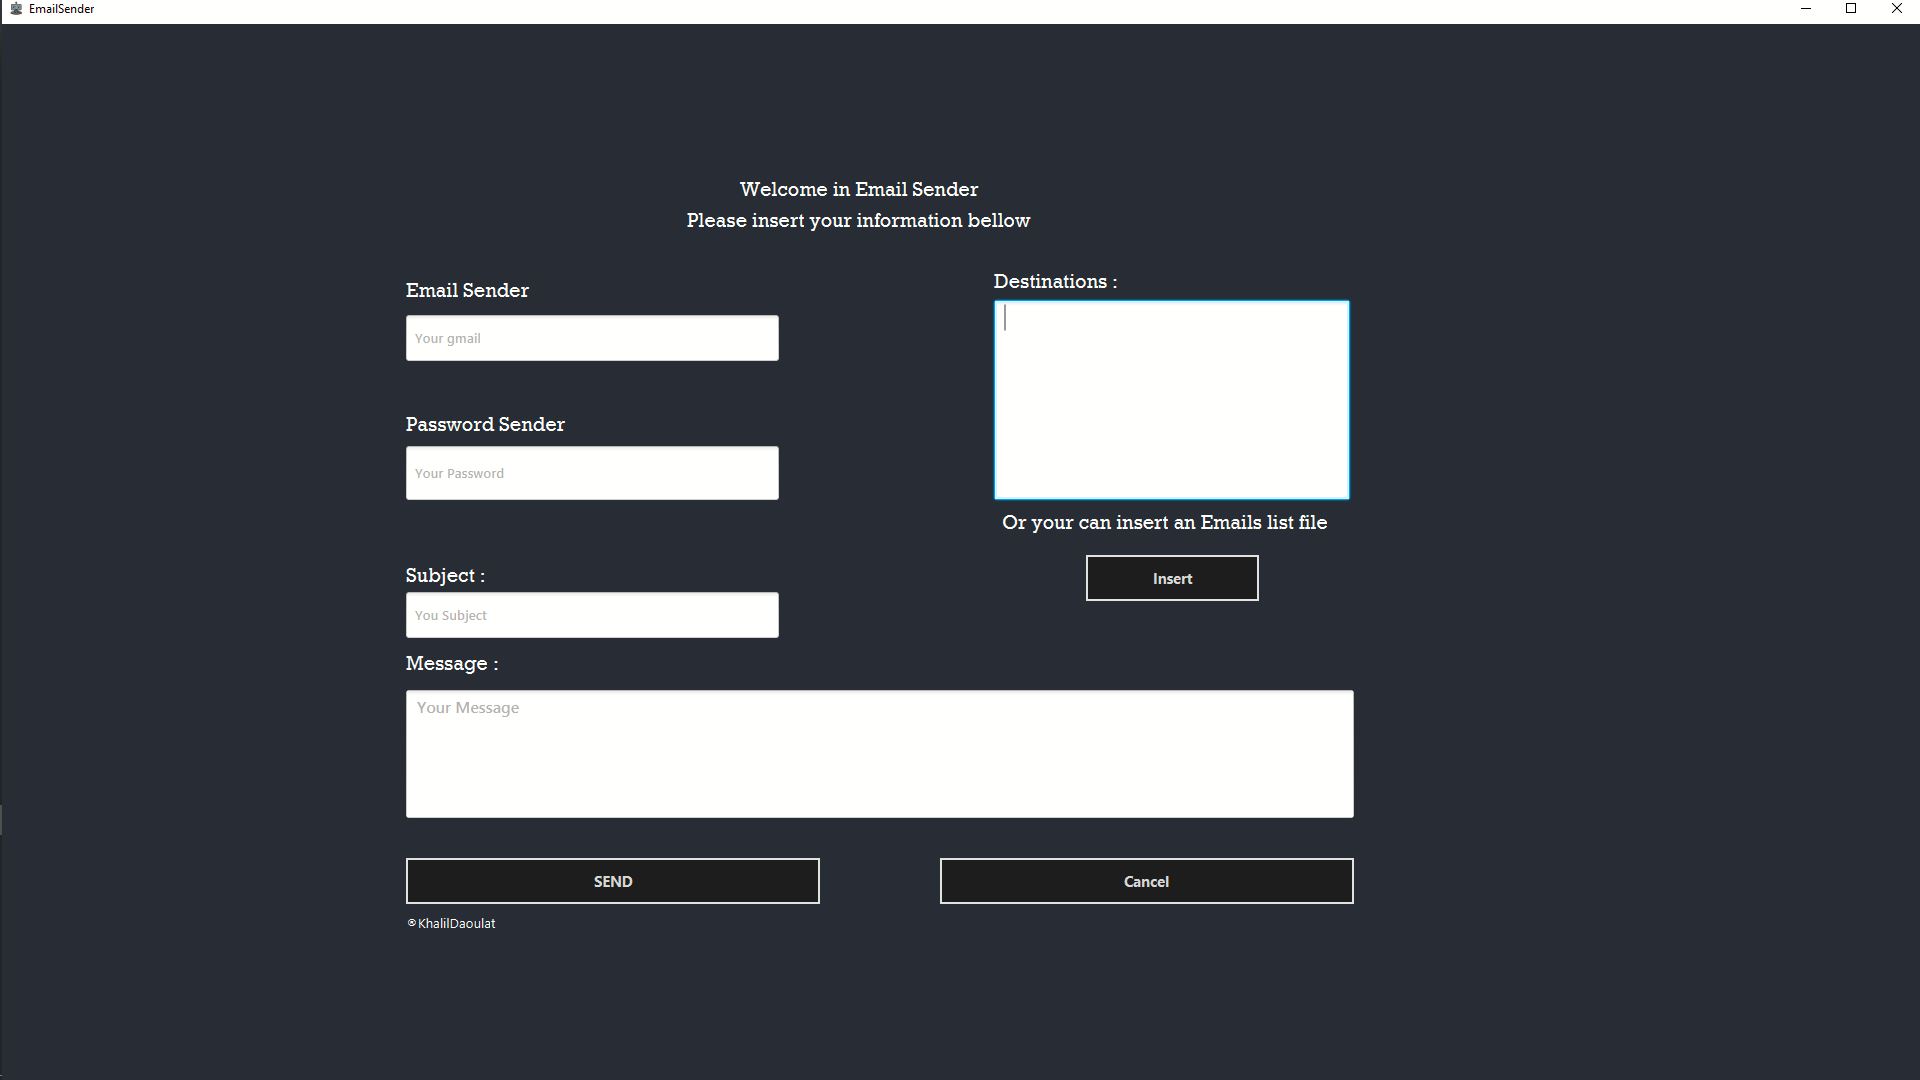 EmailSender
Welcome in Email Sender
Please insert your information bellow
Email Sender
Your gmail
Password Sender
Your Password
Subject :
You Subject
Destinations :
Or your can insert an Emails list file
Insert
Message :
Your Message
SEND
Cancel
®KhalilDaoulat